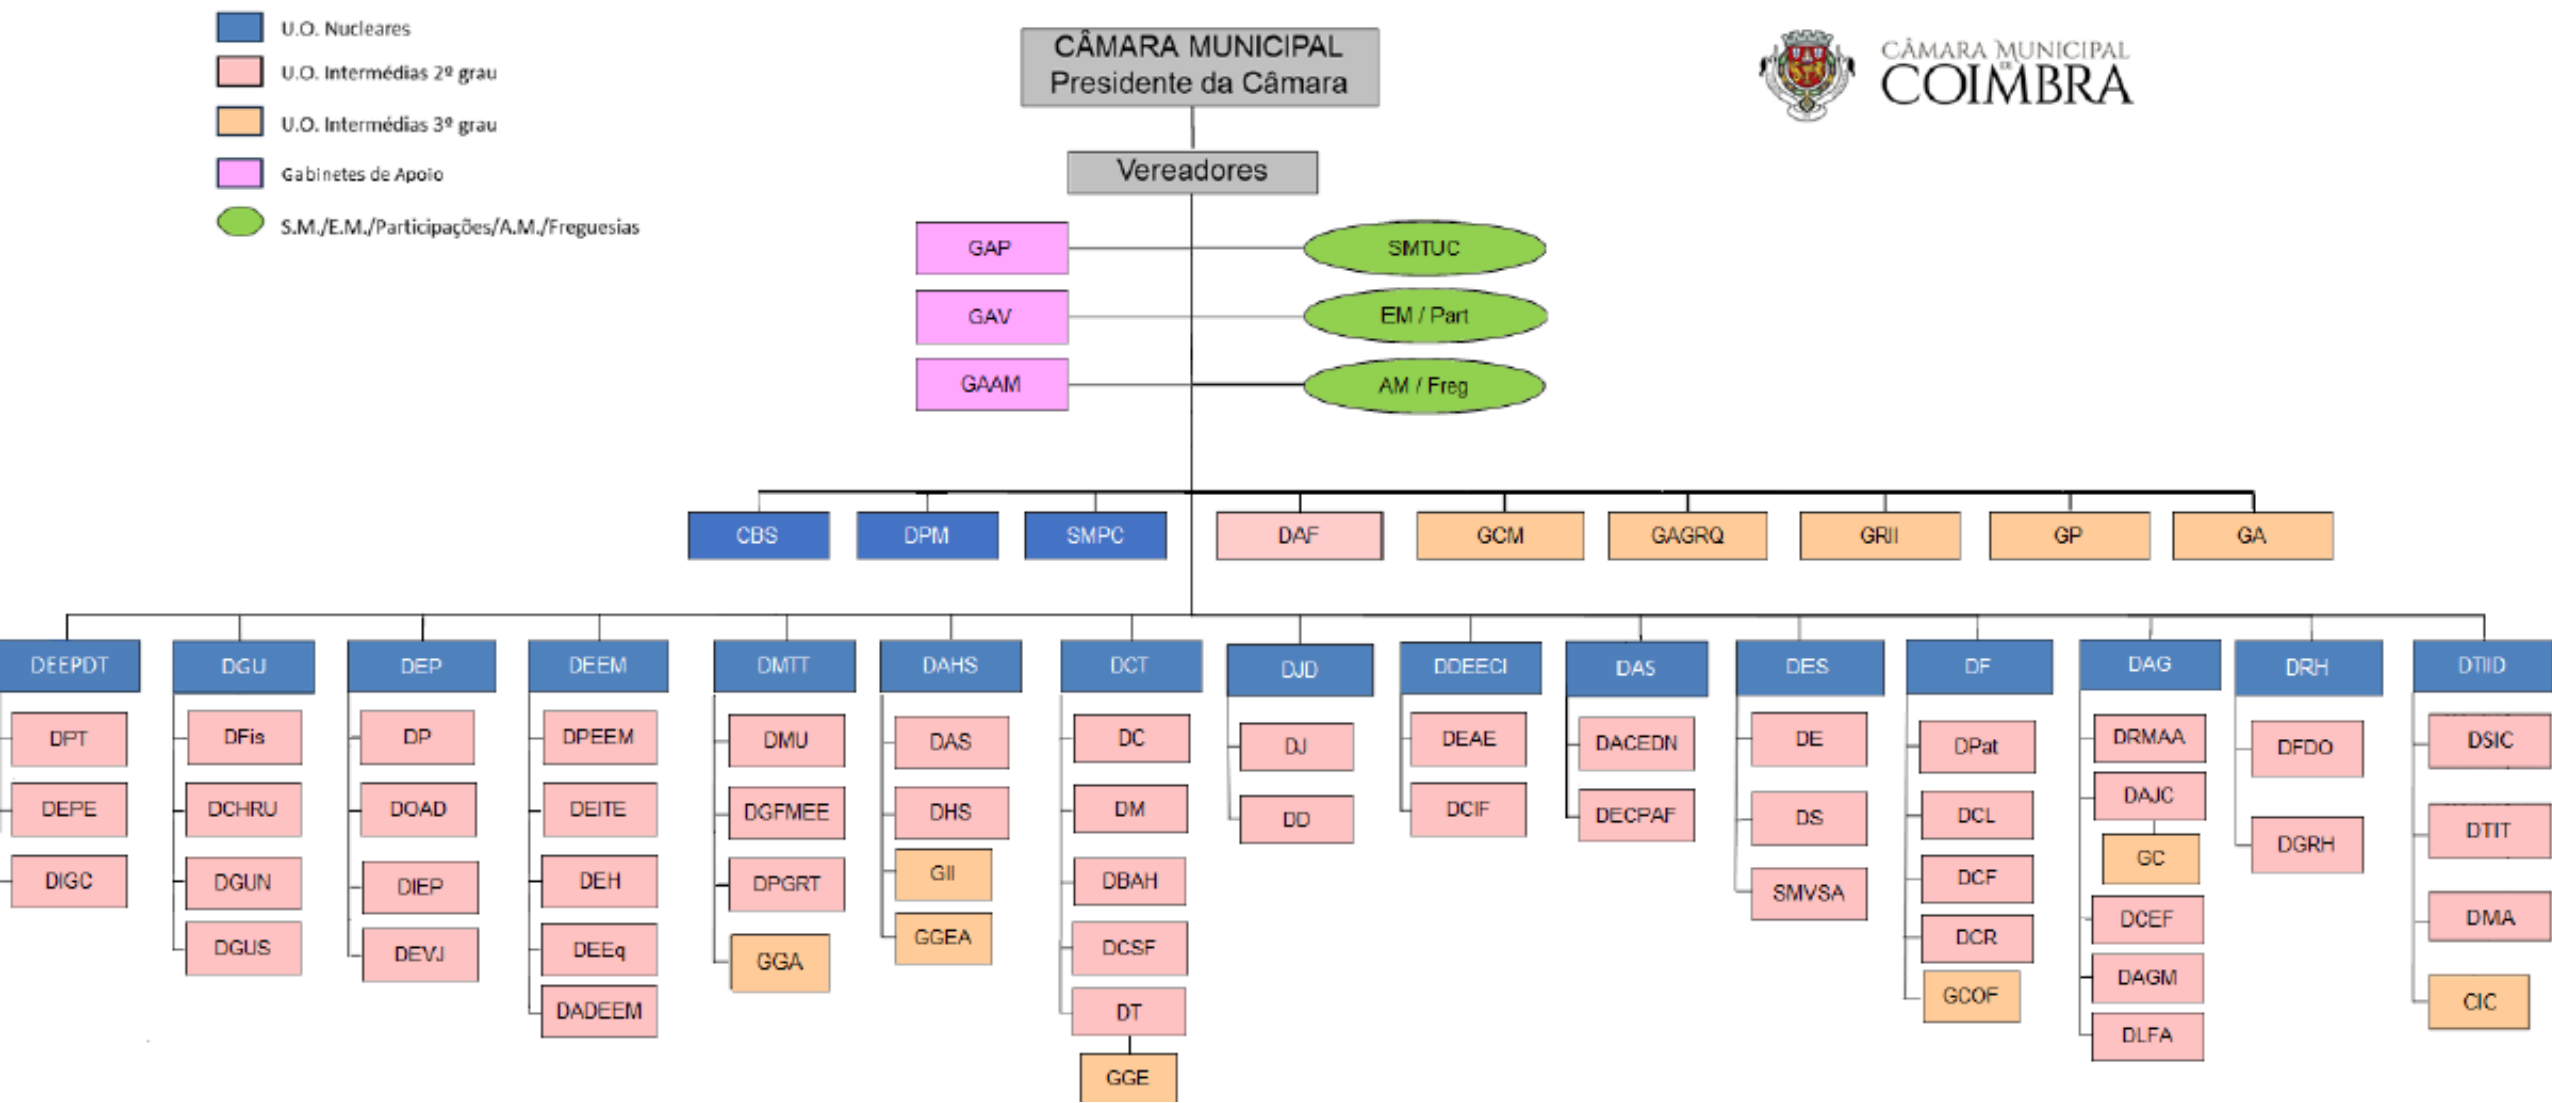 U.O. Nucleares
U.O. Intermédias 2º grau
U.O. Intermédias 3º grau
Gabinetes de Apoio
S.M./E.M./Participações/A.M./Freguesias
CÂMARA MUNICIPAL
Presidente da Câmara
CÂMARA MUNICIPAL
DE
COIMBRA
Vereadores
GAP
SMTUC
GAV
EM / Part
GAAM
AM / Freg
CBS
DPM
SMPC
DAF
GCM
GAGRQ
GRII
GP
GA
DEEPDT
DPT
DEPE
DIGC
DGU
DFis
DCHRU
DGUN
DGUS
DEP
DP
DOAD
DIEP
DEVJ
DEEM
DPEEM
DEITE
DEH
DEEq
DADEEM
DMTT
DMU
DGFMEE
DPGRT
GGA
DAHS
DAS
DHS
GII
GGEA
DCT
DC
DM
DBAH
DCSF
DT
GGE
DJD
DJ
DD
DDEECI
DEAE
DCIF
DAS
DACEDN
DECPAF
DES
DE
DS
SMVSA
DF
DPat
DCL
DCF
DCR
GCOF
DAG
DRMAA
DAJC
GC
DCEF
DAGM
DLFA
DRH
DFDO
DGRH
DTIID
DSIC
DTIT
DMA
CIC